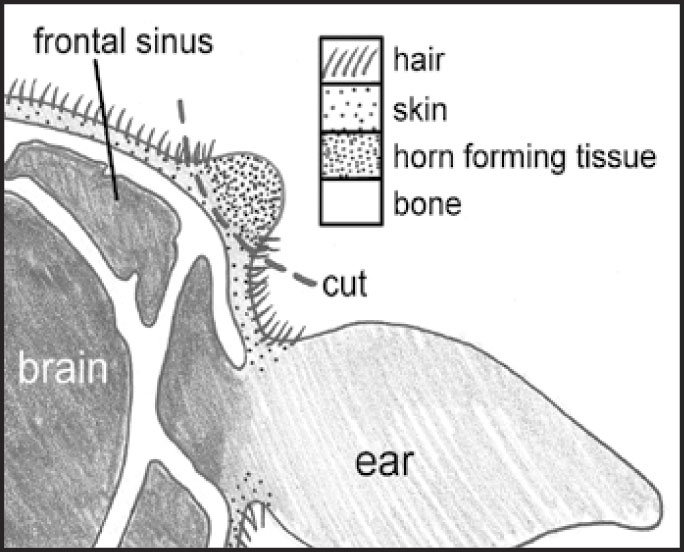 frontal sinus
hair
skin
horn forming tissue
bone
cut
brain
ear